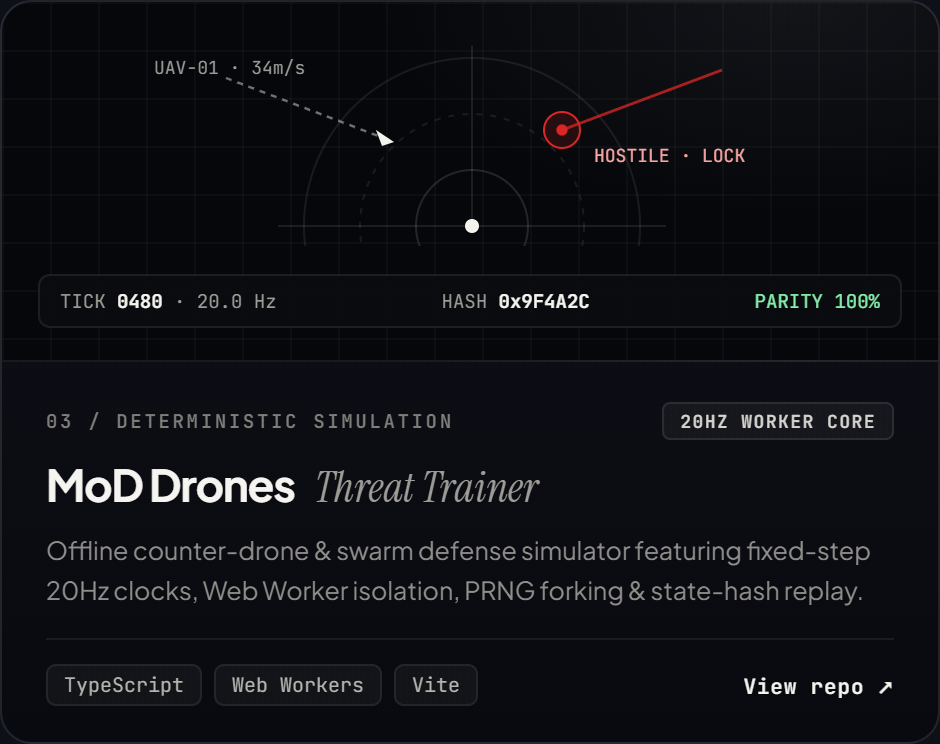 UAV-01 · 34m/s
HOSTILE · LOCK
TICK 0480 · 20.0 Hz HASH 0x9F4A2C PARITY 100%
03 / DETERMINISTIC SIMULATION 20HZ WORKER CORE
MoD Drones Threat Trainer
Offline counter-drone & swarm defense simulator featuring fixed-step
20Hz clocks, Web Worker isolation, PRNG forking & state-hash replay.
TypeScript Web Workers Vite View repo ↗